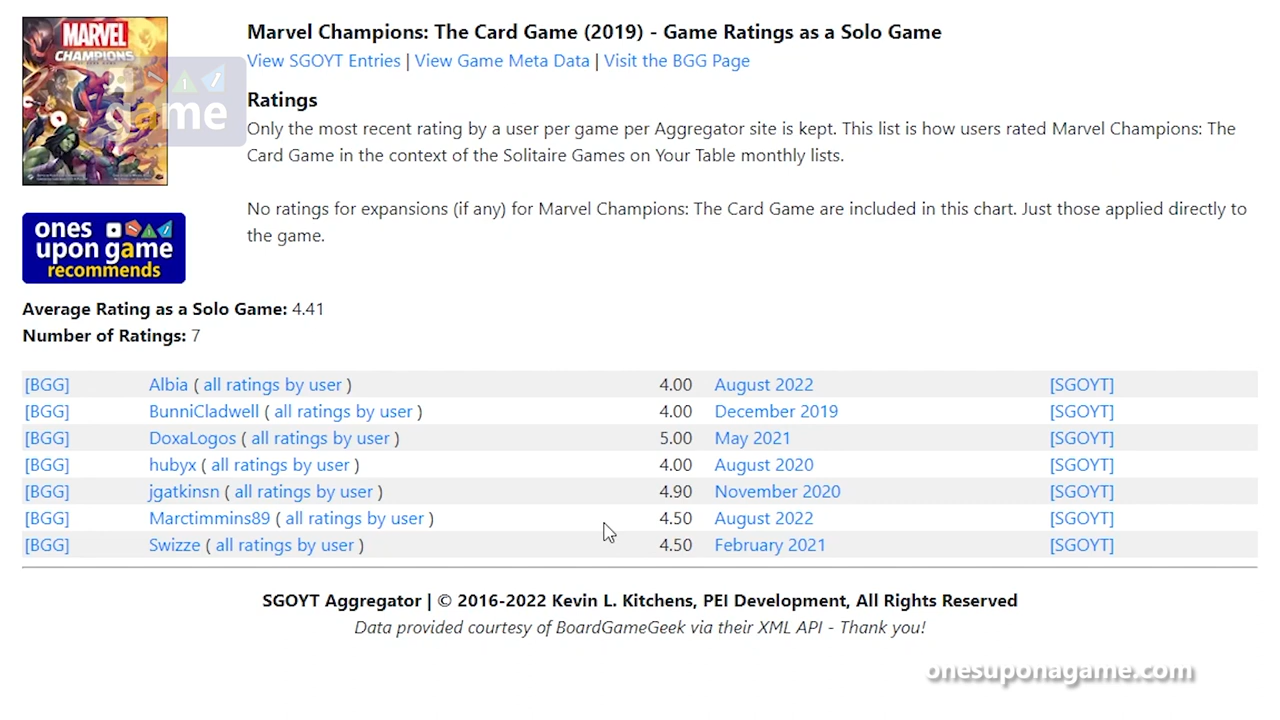 MARVEL
CHAMPIONS
game
Marvel Champions: The Card Game (2019) - Game Ratings as a Solo Game
View SGOYT Entries | View Game Meta Data | Visit the BGG Page
Ratings
Only the most recent rating by a user per game per Aggregator site is kept. This list is how users rated Marvel Champions: The
Card Game in the context of the Solitaire Games on Your Table monthly lists.
No ratings for expansions (if any) for Marvel Champions: The Card Game are included in this chart. Just those applied directly to
the game.
ones
upon game
recommends
Average Rating as a Solo Game: 4.41
Number of Ratings: 7
[BGG] Albia ( all ratings by user ) 4.00 August 2022 [SGOYT]
[BGG] BunniCladwell ( all ratings by user ) 4.00 December 2019 [SGOYT]
[BGG] DoxaLogos ( all ratings by user ) 5.00 May 2021 [SGOYT]
[BGG] hubyx ( all ratings by user ) 4.00 August 2020 [SGOYT]
[BGG] jgatkinsn ( all ratings by user ) 4.90 November 2020 [SGOYT]
[BGG] Marctimmins89 ( all ratings by user ) 4.50 August 2022 [SGOYT]
[BGG] Swizze ( all ratings by user ) 4.50 February 2021 [SGOYT]
SGOYT Aggregator | © 2016-2022 Kevin L. Kitchens, PEI Development, All Rights Reserved
Data provided courtesy of BoardGameGeek via their XML API - Thank you!
onesuponagame.com